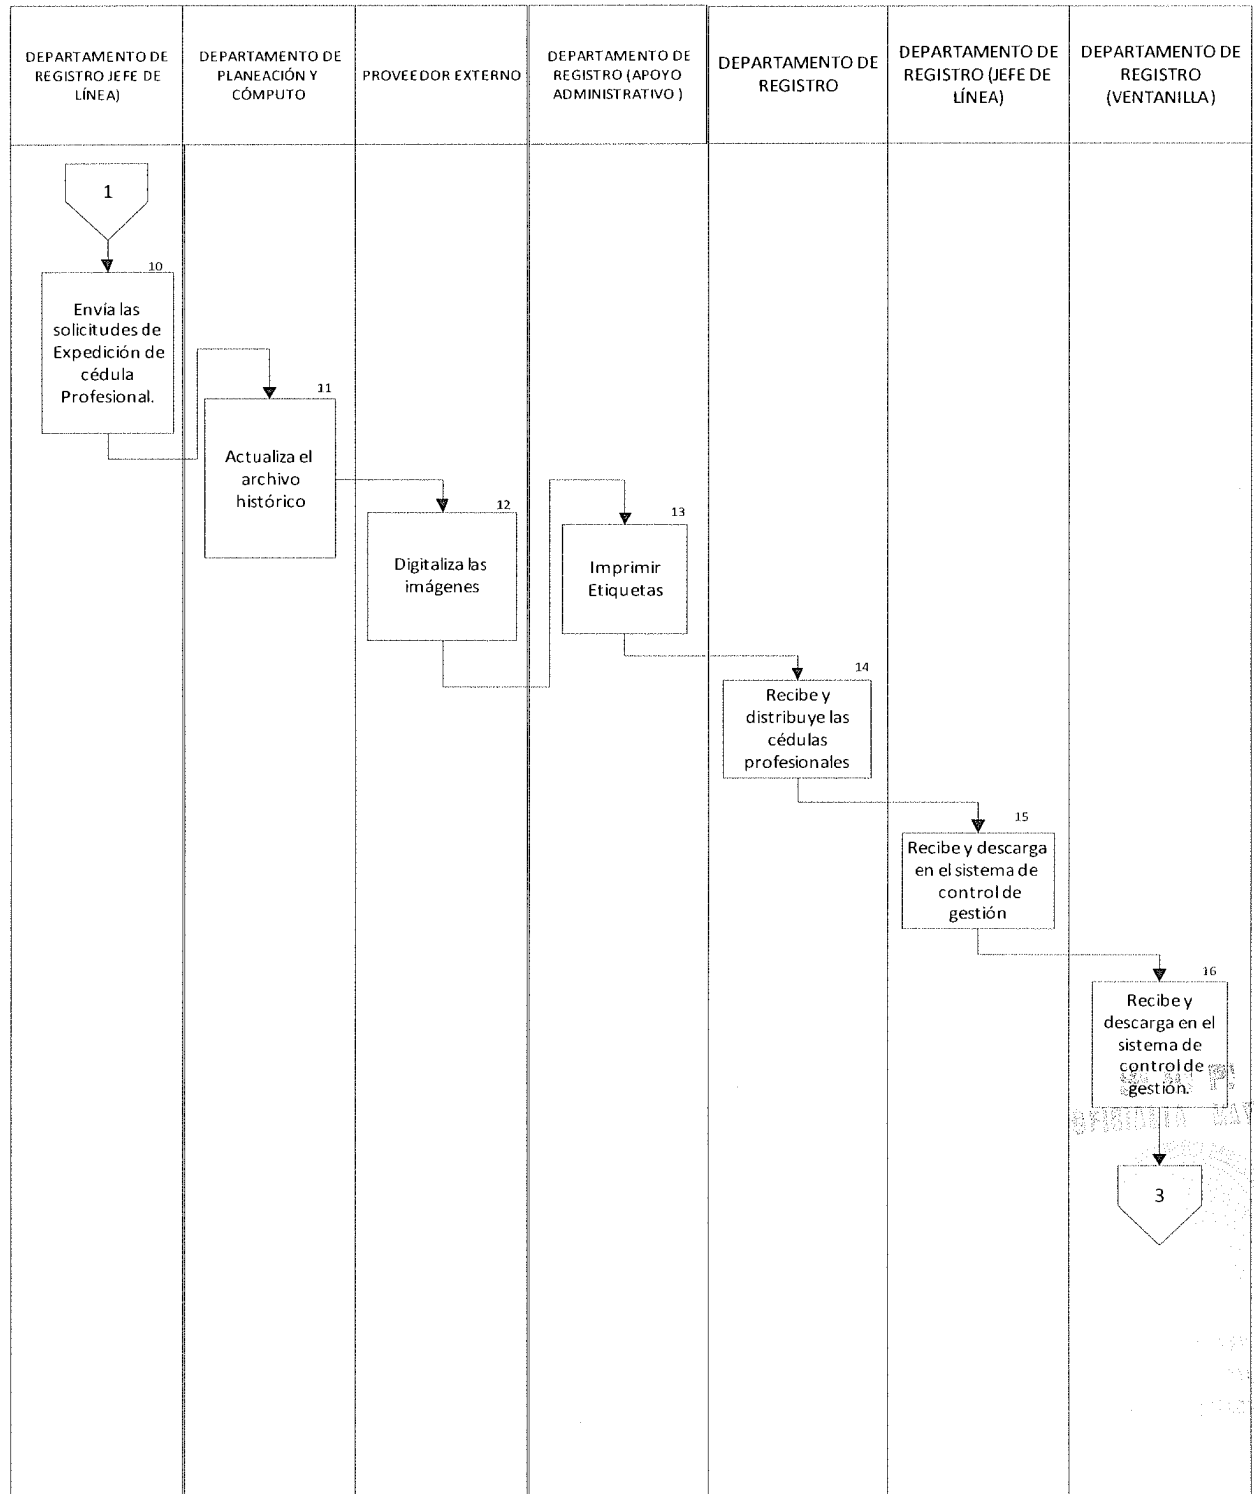 DEPARTAMENTO DE
REGISTRO JEFE DE
LÍNEA)
DEPARTAMENTO DE
PLANEACIÓN Y
CÓMPUTO
PROVEEDOR EXTERNO
DEPARTAMENTO DE
REGISTRO (APOYO
ADMINISTRATIVO )
DEPARTAMENTO DE
REGISTRO
DEPARTAMENTO DE
REGISTRO (JEFE DE
LÍNEA)
DEPARTAMENTO DE
REGISTRO
(VENTANILLA)
1
10
Envía las
solicitudes de
Expedición de
cédula
Profesional.
11
Actualiza el
archivo
histórico
12
Digitaliza las
imágenes
13
Imprimir
Etiquetas
14
Recibe y
distribuye las
cédulas
profesionales
15
Recibe y descarga
en el sistema de
control de
gestión
16
Recibe y
descarga en el
sistema de
control de
gestión.
3